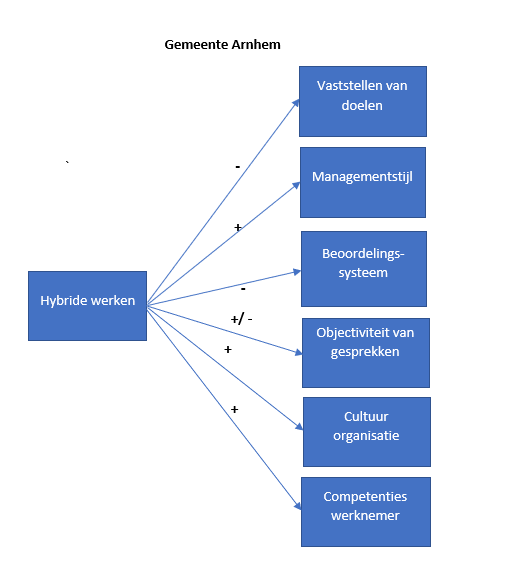 Gemeente Arnhem
Vaststellen van
doelen
`
-
Managementstijl
+
Beoordelings-
systeem
-
Hybride werken
+/ -
Objectiviteit van
gesprekken
+
Cultuur
organisatie
+
Competenties
werknemer